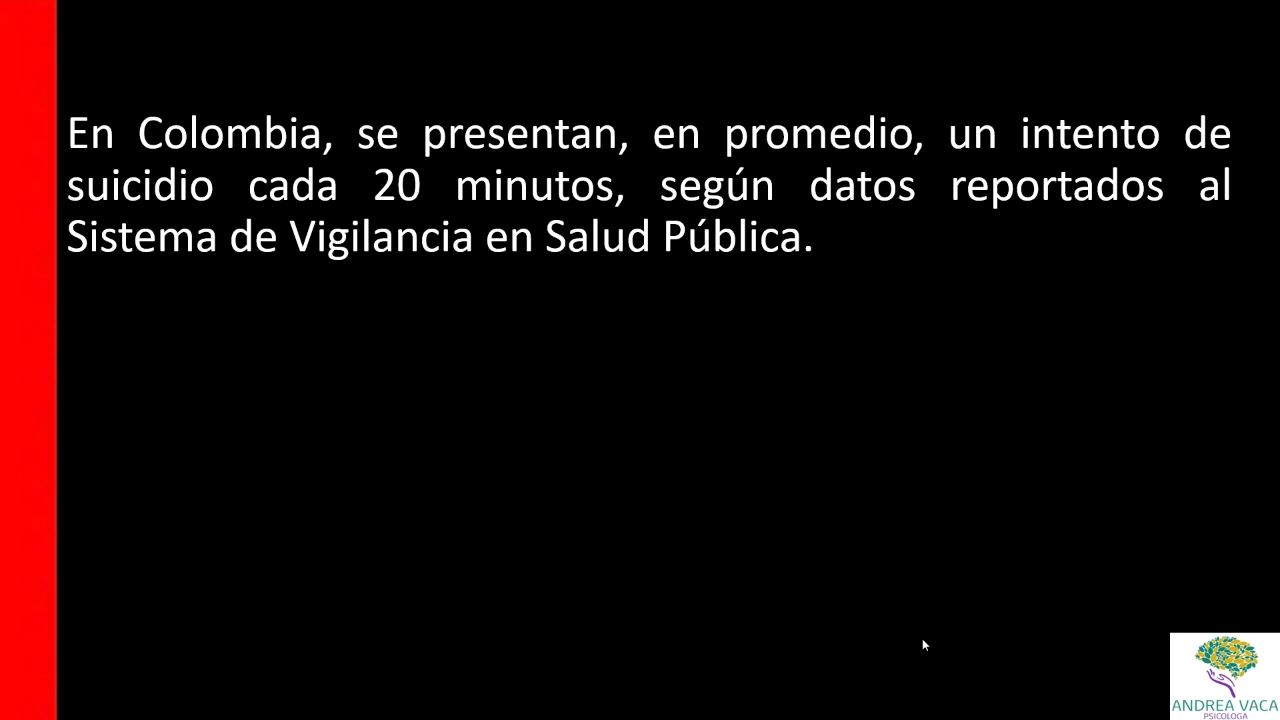 En Colombia, se presentan, en promedio, un intento de
suicidio cada 20 minutos, según datos reportados al
Sistema de Vigilancia en Salud Pública.
ANDREA VACA
PSICOLOGA